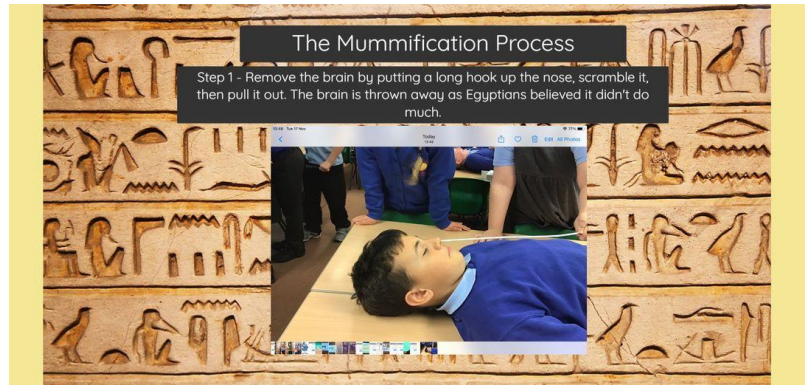 The Mummification Process
Step 1 - Remove the brain by putting a long hook up the nose, scramble it,
then pull it out. The brain is thrown away as Egyptians believed it didn't do
much.
Today
Edit All Photos